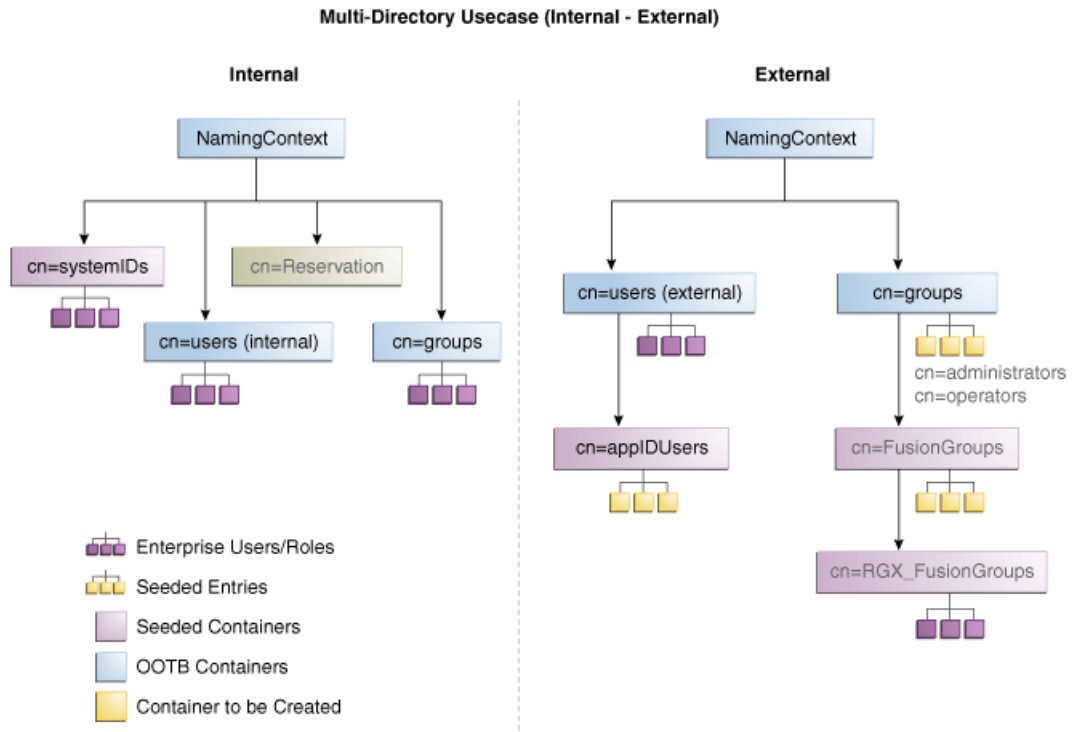 Multi-Directory Usecase (Internal - External)
Internal
NamingContext
cn=systemIDs
cn=Reservation
cn=users (internal)
cn=groups
External
NamingContext
cn=users (external)
cn=groups
cn=administrators
cn=operators
cn=appIDUsers
cn=FusionGroups
cn=RGX_FusionGroups
Enterprise Users/Roles
Seeded Entries
Seeded Containers
OOTB Containers
Container to be Created